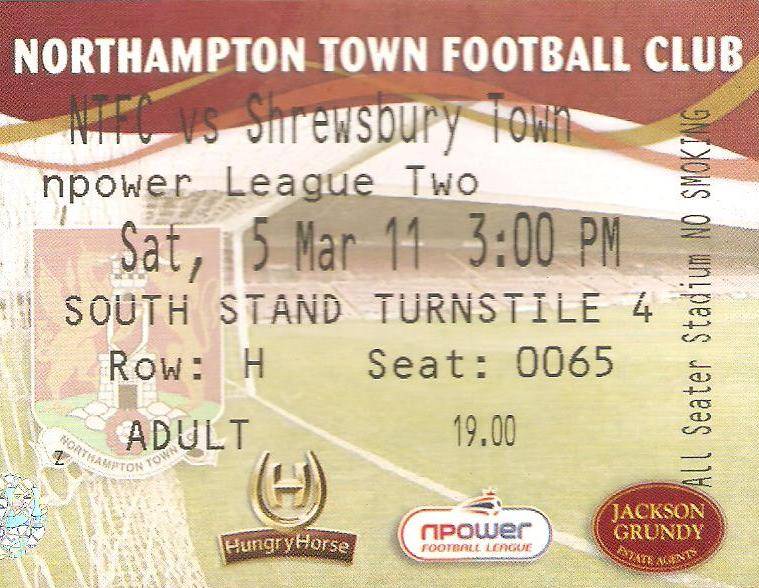 NORTHAMPTON TOWN FOOTBALL CLUB
NTFC vs Shrewsbury Town
npower League Two
Sat, 5 Mar 11 3:00 PM
SOUTH STAND TURNSTILE 4
Row: H Seat: 0065
ADULT 19.00
All Seater Stadium NO SMOKING
NORTHAMPTON TOWN
Z
H
HungryHorse
npower
FOOTBALL LEAGUE
JACKSON
GRUNDY
ESTATE AGENTS